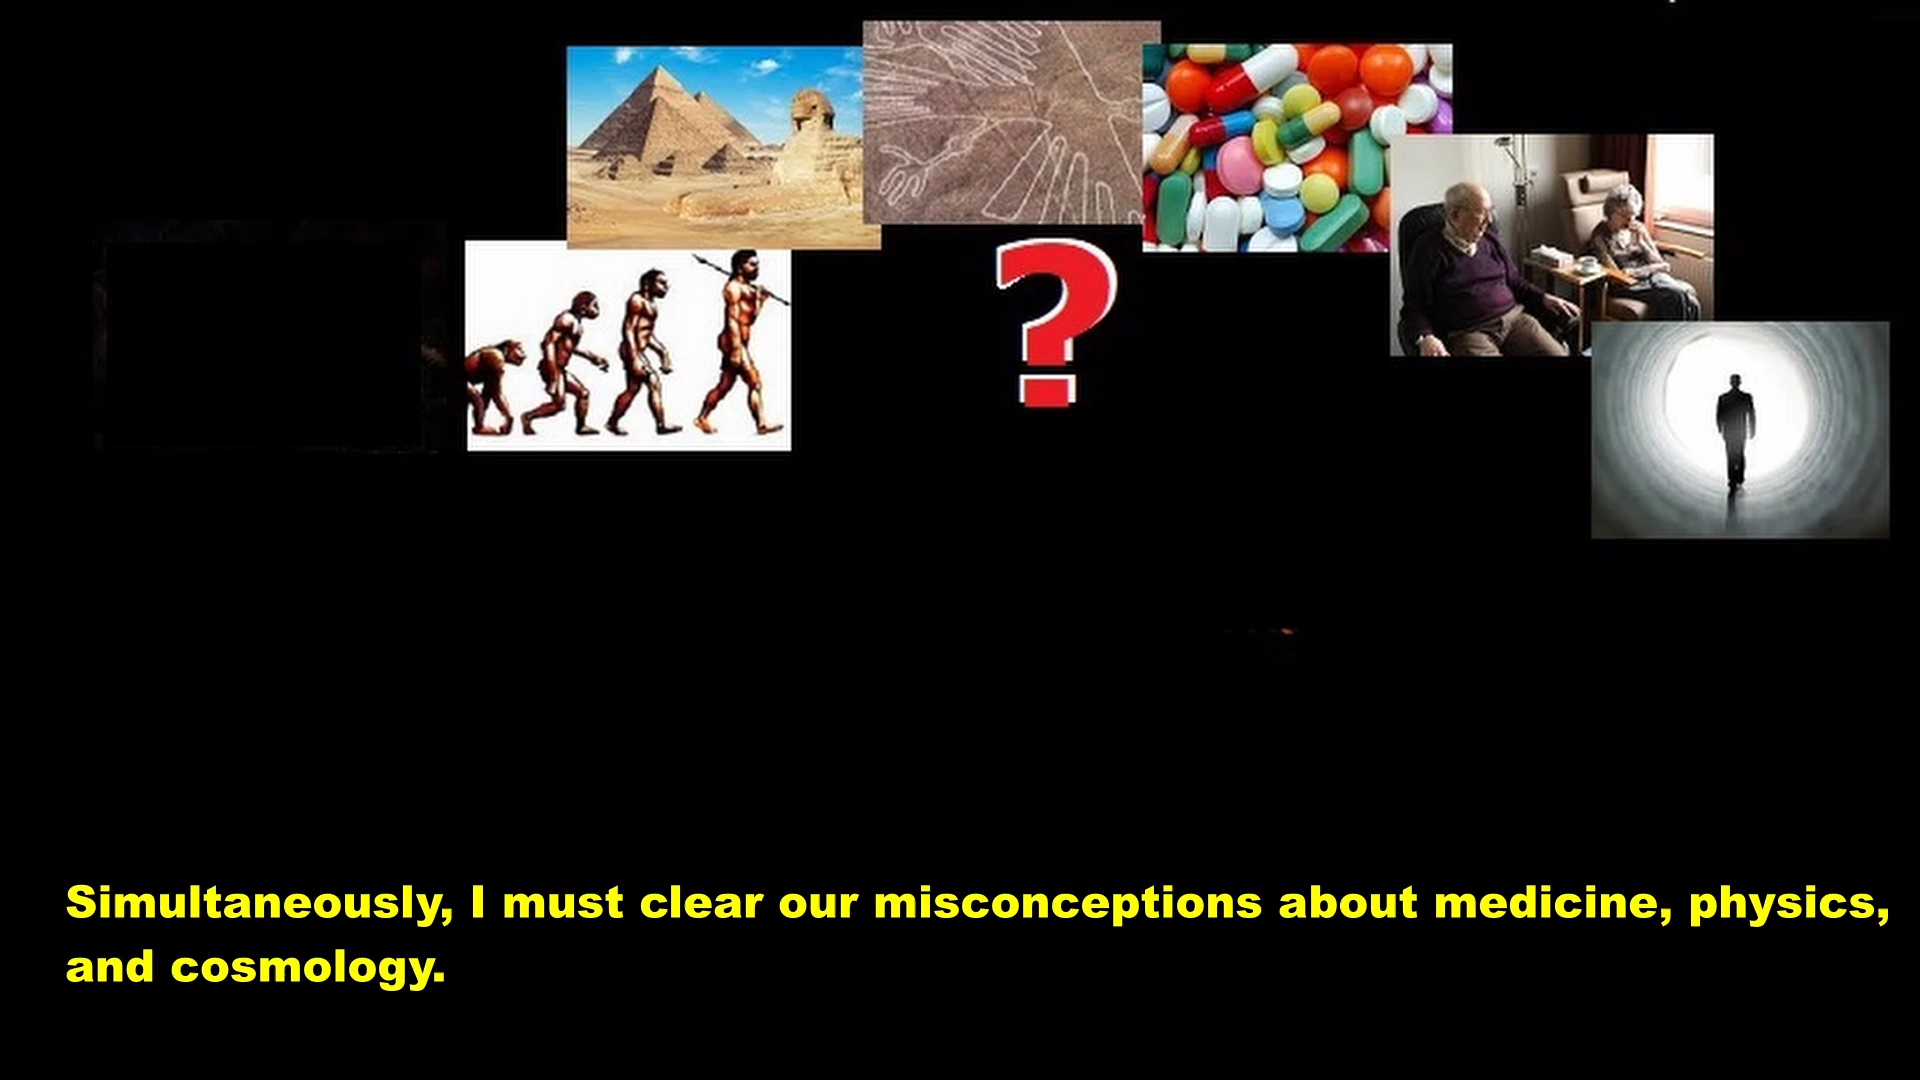 ?
Simultaneously, I must clear our misconceptions about medicine, physics,
and cosmology.